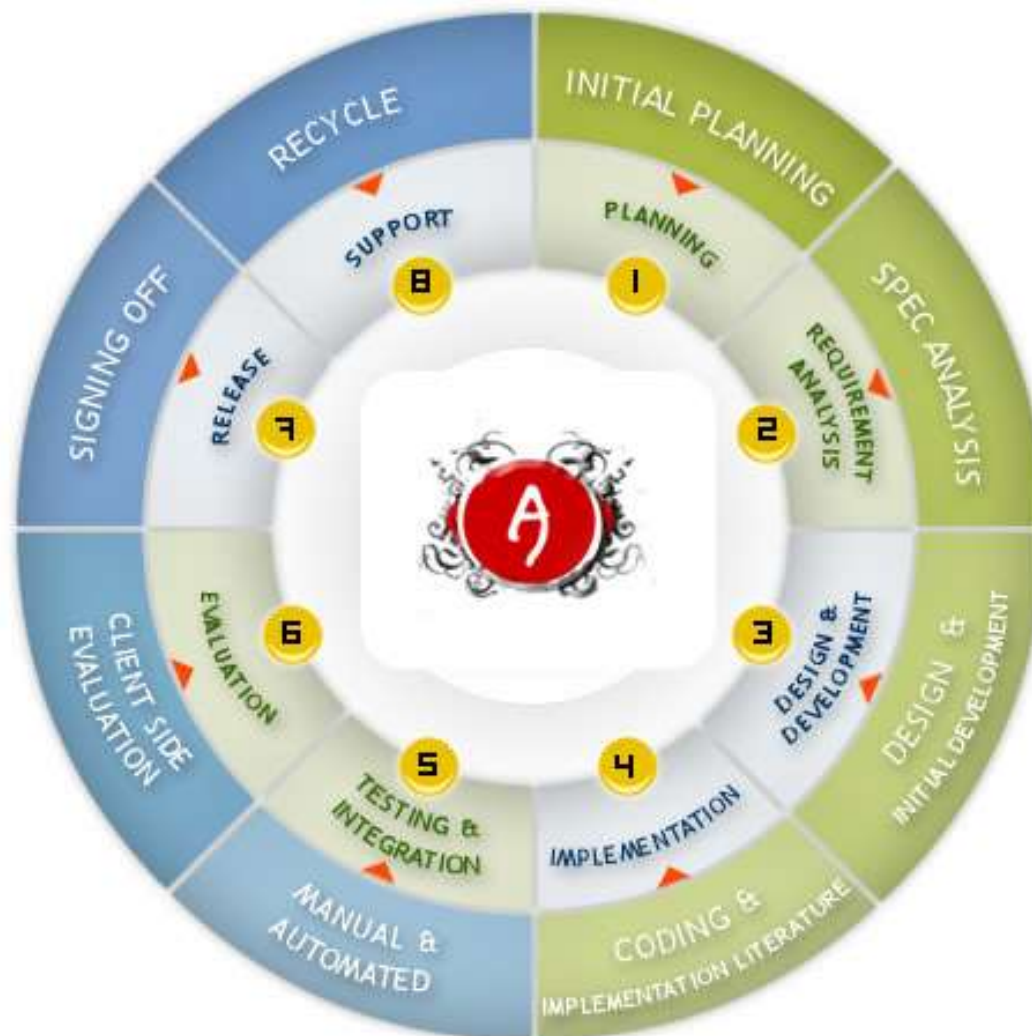 INITIAL PLANNING
PLANNING
1
SPEC ANALYSIS
REQUIREMENT
ANALYSIS
2
DESIGN &
INITIAL DEVELOPMENT
DESIGN &
DEVELOPMENT
3
CODING &
IMPLEMENTATION LITERATURE
IMPLEMENTATION
4
MANUAL &
AUTOMATED
TESTING &
INTEGRATION
5
CLIENT SIDE
EVALUATION
EVALUATION
6
SIGNING OFF
RELEASE
7
RECYCLE
SUPPORT
8
A